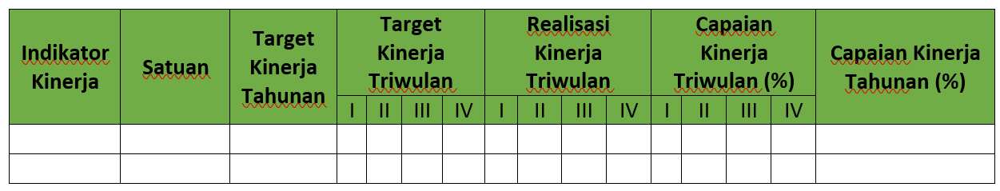 Indikator
Kinerja
Satuan
Target
Kinerja
Tahunan
Target
Kinerja
Triwulan
Realisasi
Kinerja
Triwulan
Capaian
Kinerja
Triwulan (%)
Capaian Kinerja
Tahunan (%)
I II III IV I II III IV I II III IV